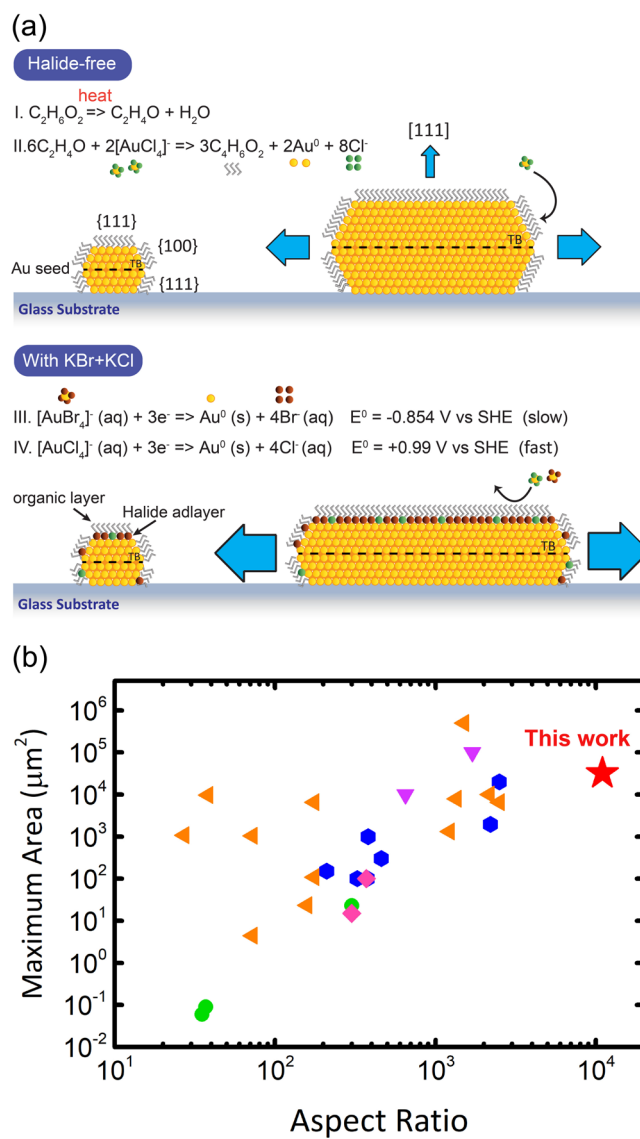 (a)
Halide-free
heat
I. C₂H₆O₂ => C₂H₄O + H₂O
II.6C₂H₄O + 2[AuCl₄]⁻ => 3C₄H₆O₂ + 2Au⁰ + 8Cl⁻
[111]
{111}
{100}
TB
TB
Au seed
{111}
Glass Substrate
With KBr+KCl
III. [AuBr₄]⁻ (aq) + 3e⁻ => Au⁰ (s) + 4Br⁻ (aq) E⁰ = -0.854 V vs SHE (slow)
IV. [AuCl₄]⁻ (aq) + 3e⁻ => Au⁰ (s) + 4Cl⁻ (aq) E⁰ = +0.99 V vs SHE (fast)
organic layer
Halide adlayer
TB
TB
Glass Substrate
(b)
Maximum Area (μm²)
10⁶
10⁵
10⁴
10³
10²
10¹
10⁰
10⁻¹
10⁻²
This work
10¹ 10² 10³ 10⁴
Aspect Ratio